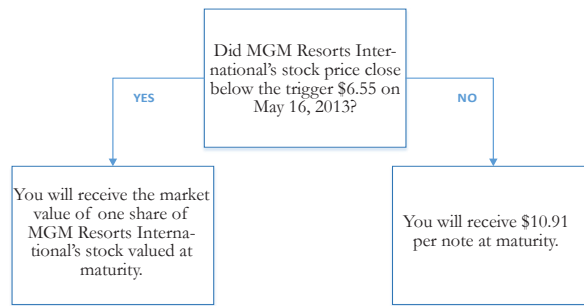 Did MGM Resorts Inter-
national's stock price close
below the trigger $6.55 on
May 16, 2013?
YES
NO
You will receive the market
value of one share of
MGM Resorts Interna-
tional's stock valued at
maturity.
You will receive $10.91
per note at maturity.